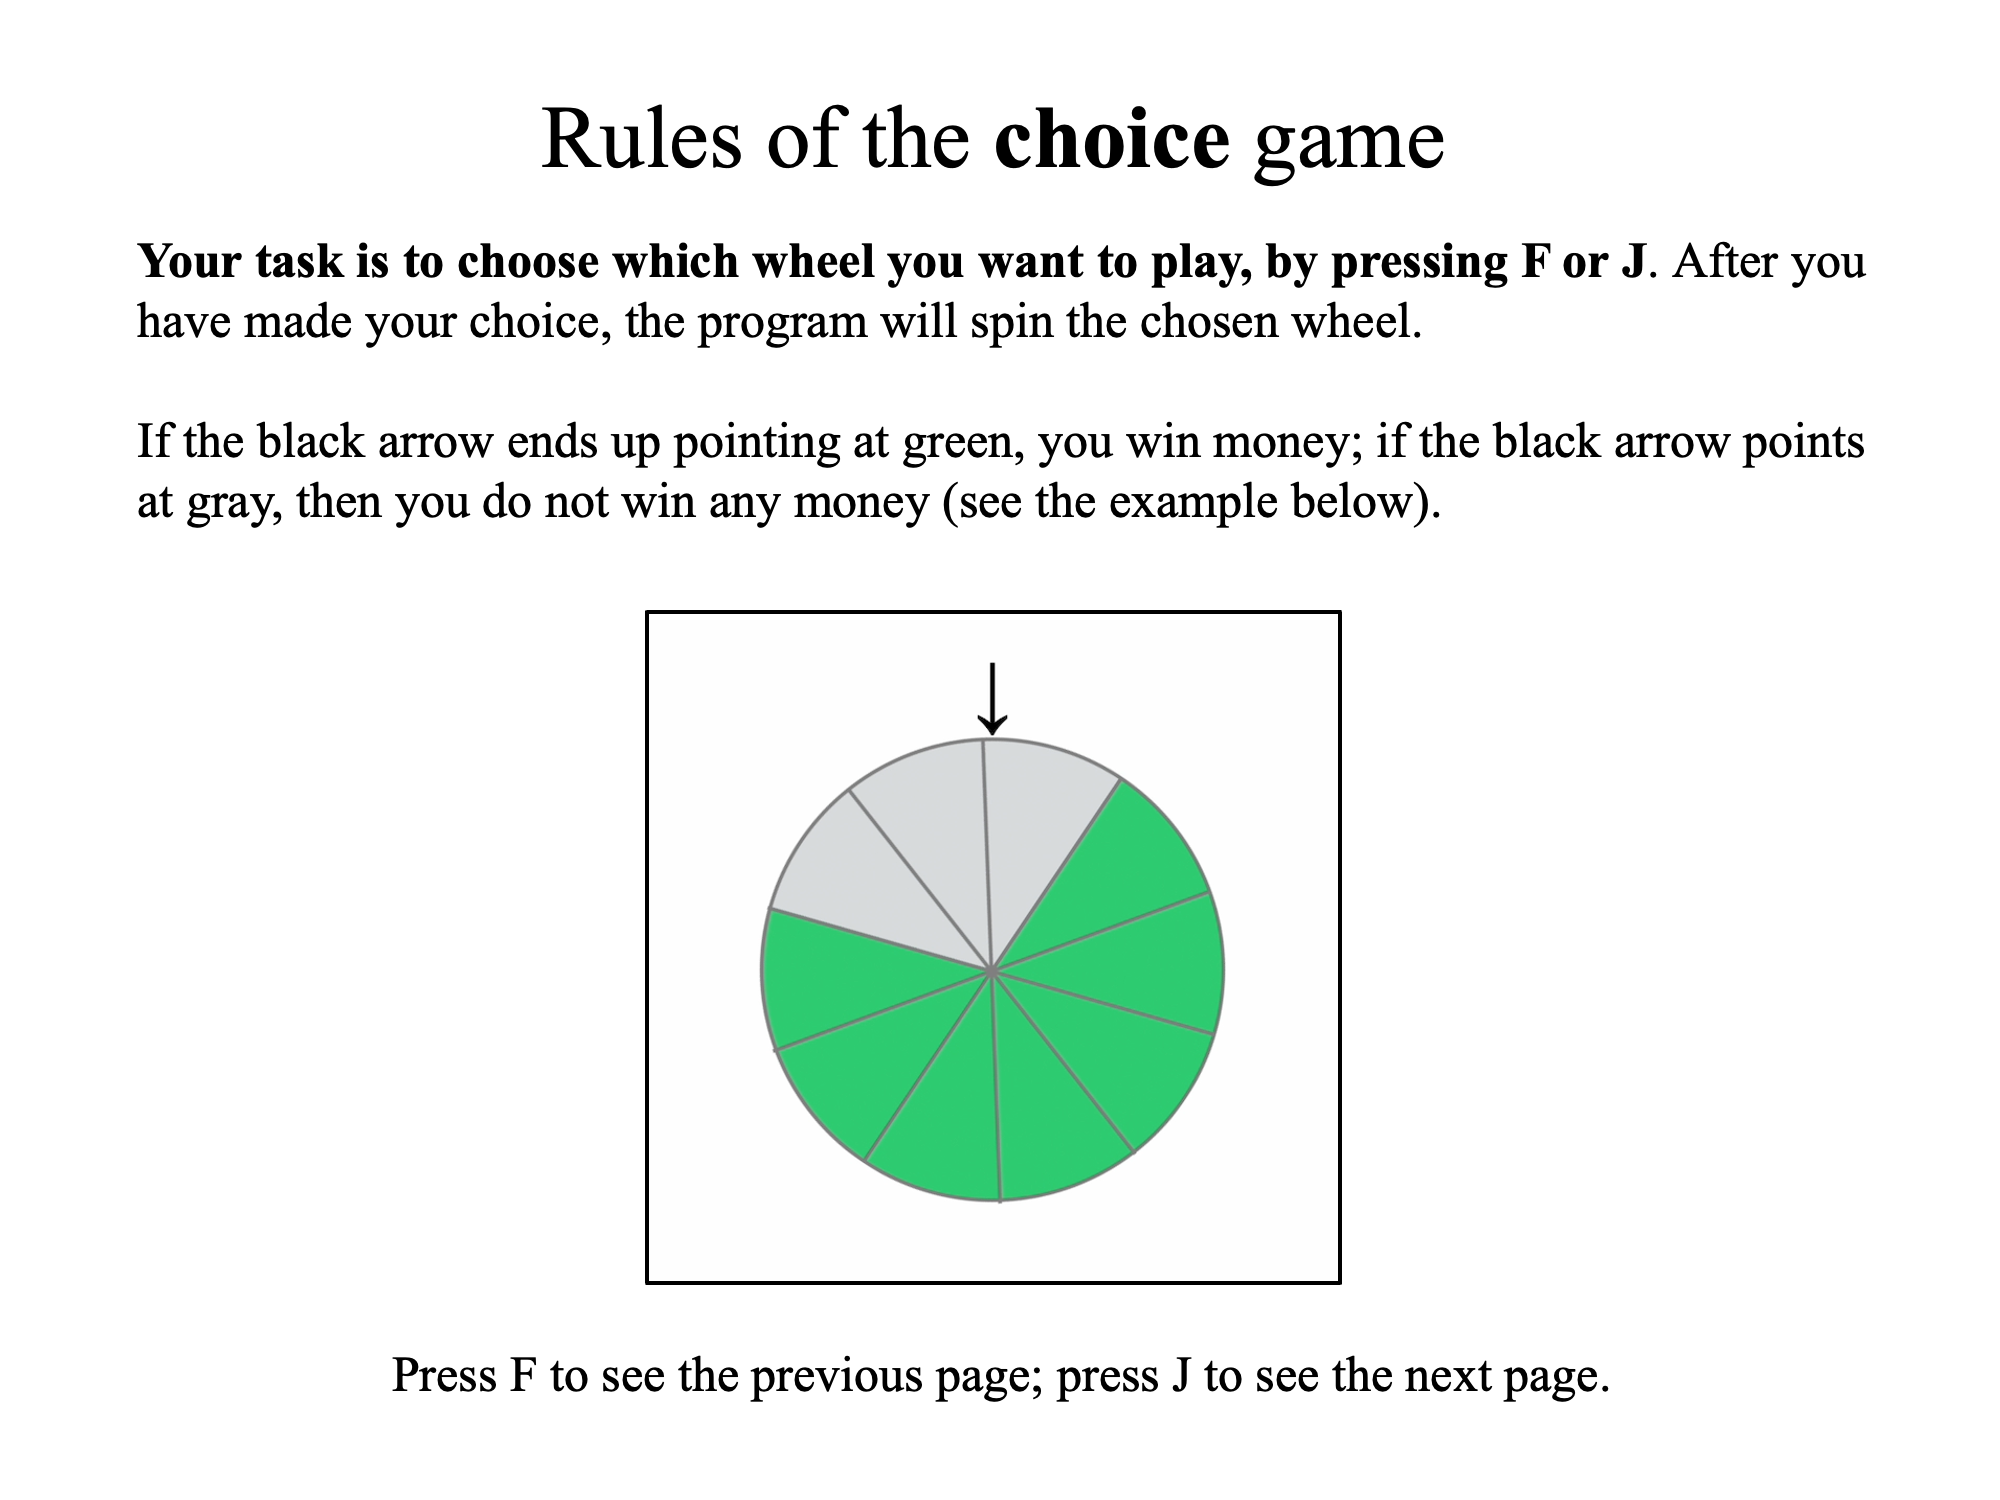 Rules of the choice game
Your task is to choose which wheel you want to play, by pressing F or J. After you
have made your choice, the program will spin the chosen wheel.
If the black arrow ends up pointing at green, you win money; if the black arrow points
at gray, then you do not win any money (see the example below).
Press F to see the previous page; press J to see the next page.